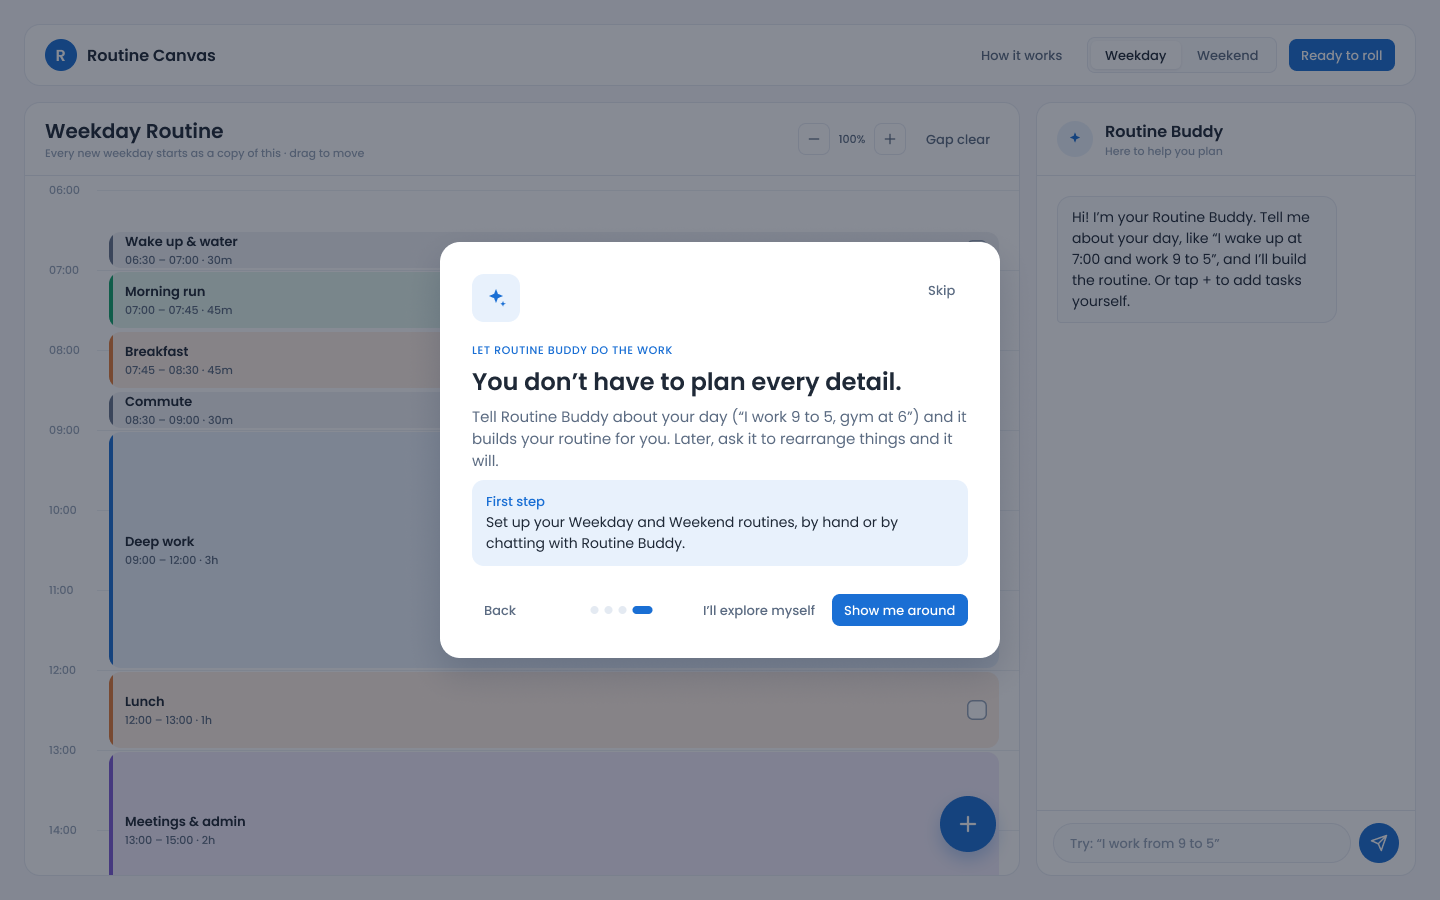 R
Routine Canvas
How it works
Weekday
Weekend
Ready to roll
Weekday Routine
Every new weekday starts as a copy of this · drag to move
100%
Gap clear
Routine Buddy
Here to help you plan
06:00
Wake up & water
06:30 – 07:00 · 30m
07:00
Morning run
07:00 – 07:45 · 45m
08:00
Breakfast
07:45 – 08:30 · 45m
Commute
08:30 – 09:00 · 30m
09:00
10:00
Deep work
09:00 – 12:00 · 3h
11:00
12:00
Lunch
12:00 – 13:00 · 1h
13:00
Meetings & admin
13:00 – 15:00 · 2h
14:00
Skip
LET ROUTINE BUDDY DO THE WORK
You don’t have to plan every detail.
Tell Routine Buddy about your day (“I work 9 to 5, gym at 6”) and it
builds your routine for you. Later, ask it to rearrange things and it
will.
First step
Set up your Weekday and Weekend routines, by hand or by
chatting with Routine Buddy.
Back
I’ll explore myself
Show me around
Hi! I’m your Routine Buddy. Tell me
about your day, like “I wake up at
7:00 and work 9 to 5”, and I’ll build
the routine. Or tap + to add tasks
yourself.
Try: “I work from 9 to 5”